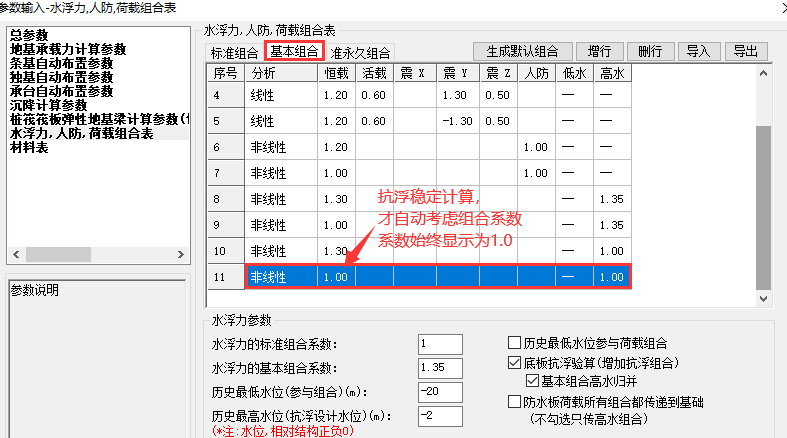 参数输入-水浮力,人防,荷载组合表
总参数
地基承载力计算参数
条基自动布置参数
独基自动布置参数
承台自动布置参数
沉降计算参数
桩筏筏板弹性地基梁计算参数(
水浮力,人防,荷载组合表
材料表
参数说明
水浮力,人防,荷载组合表
标准组合 基本组合 准永久组合 生成默认组合 增行 删行 导入 导出
序号 分析 恒载 活载 震 X 震 Y 震 Z 人防 低水 高水
4 线性 1.20 0.60 1.30 0.50 — —
5 线性 1.20 0.60 -1.30 0.50 — —
6 非线性 1.20 1.00 — —
7 非线性 1.00 1.00 — —
8 非线性 1.30 — 1.35
9 非线性 1.00 — 1.35
10 非线性 1.30 — 1.00
11 非线性 1.00 — 1.00
抗浮稳定计算,
才自动考虑组合系数
系数始终显示为1.0
水浮力参数
水浮力的标准组合系数: 1
水浮力的基本组合系数: 1.35
历史最低水位(参与组合)(m): -20
历史最高水位(抗浮设计水位)(m): -2
(*注:水位,相对结构正负0)
历史最低水位参与荷载组合
底板抗浮验算(增加抗浮组合)
基本组合高水归并
防水板荷载所有组合都传递到基础
(不勾选只传高水组合)